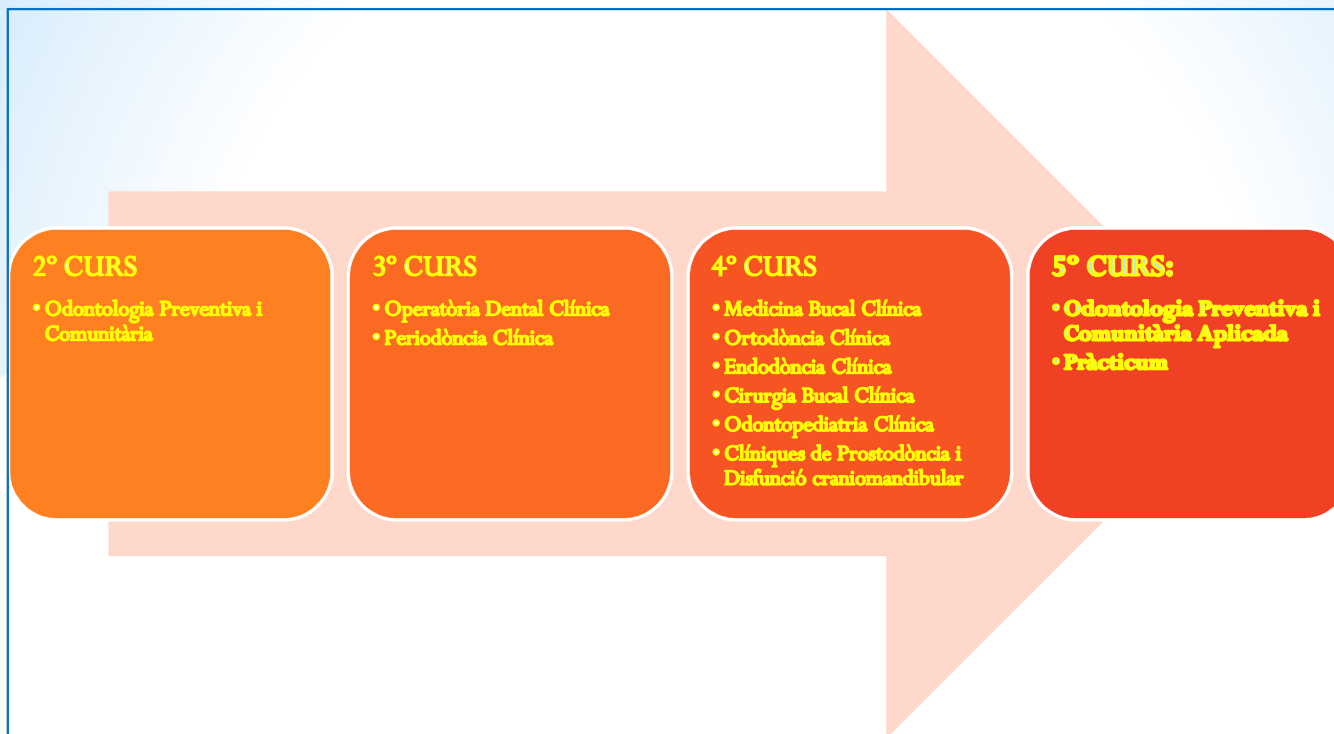 2º CURS
• Odontologia Preventiva i
Comunitària
3º CURS
• Operatòria Dental Clínica
• Periodòncia Clínica
4º CURS
• Medicina Bucal Clínica
• Ortodòncia Clínica
• Endodòncia Clínica
• Cirurgia Bucal Clínica
• Odontopediatria Clínica
• Clíniques de Prostodòncia i
Disfunció craniomandibular
5º CURS:
• Odontologia Preventiva i
Comunitària Aplicada
• Pràcticum